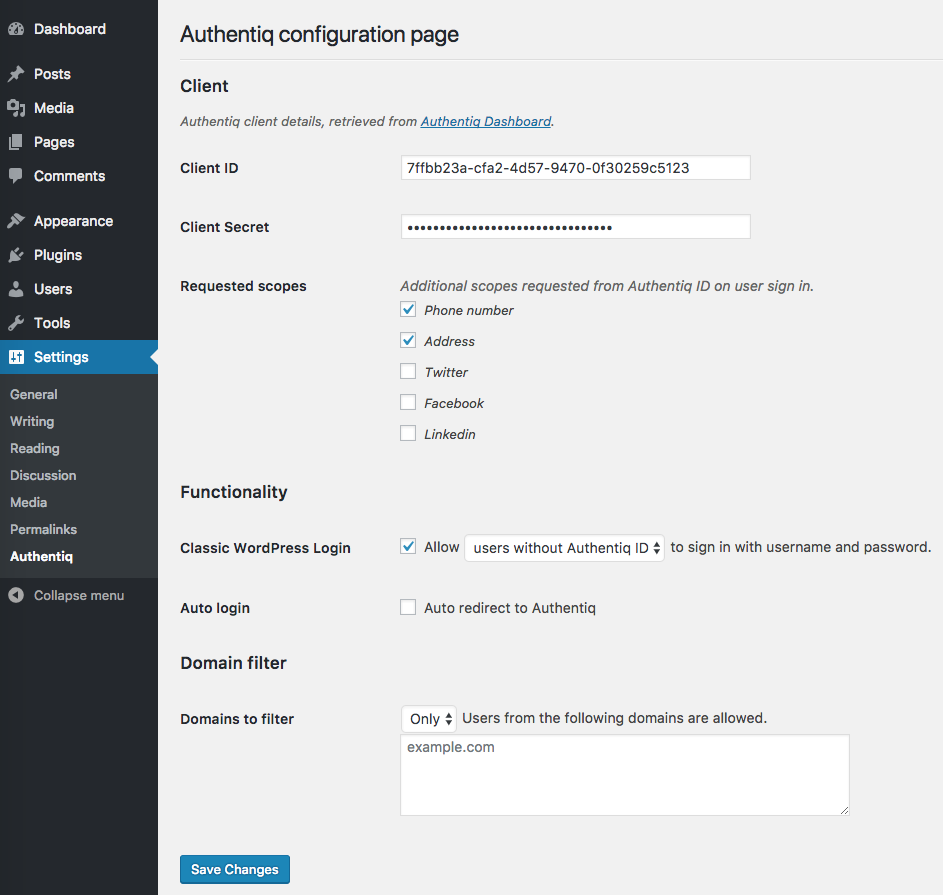 Dashboard
Posts
Media
Pages
Comments
Appearance
Plugins
Users
Tools
Settings
General
Writing
Reading
Discussion
Media
Permalinks
Authentiq
Collapse menu
Authentiq configuration page
Client
Authentiq client details, retrieved from Authentiq Dashboard.
Client ID 7ffbb23a-cfa2-4d57-9470-0f30259c5123
Client Secret ••••••••••••••••••••••••••••••••
Requested scopes Additional scopes requested from Authentiq ID on user sign in.
Phone number
Address
Twitter
Facebook
Linkedin
Functionality
Classic WordPress Login Allow users without Authentiq ID to sign in with username and password.
Auto login Auto redirect to Authentiq
Domain filter
Domains to filter Only Users from the following domains are allowed.
example.com
Save Changes